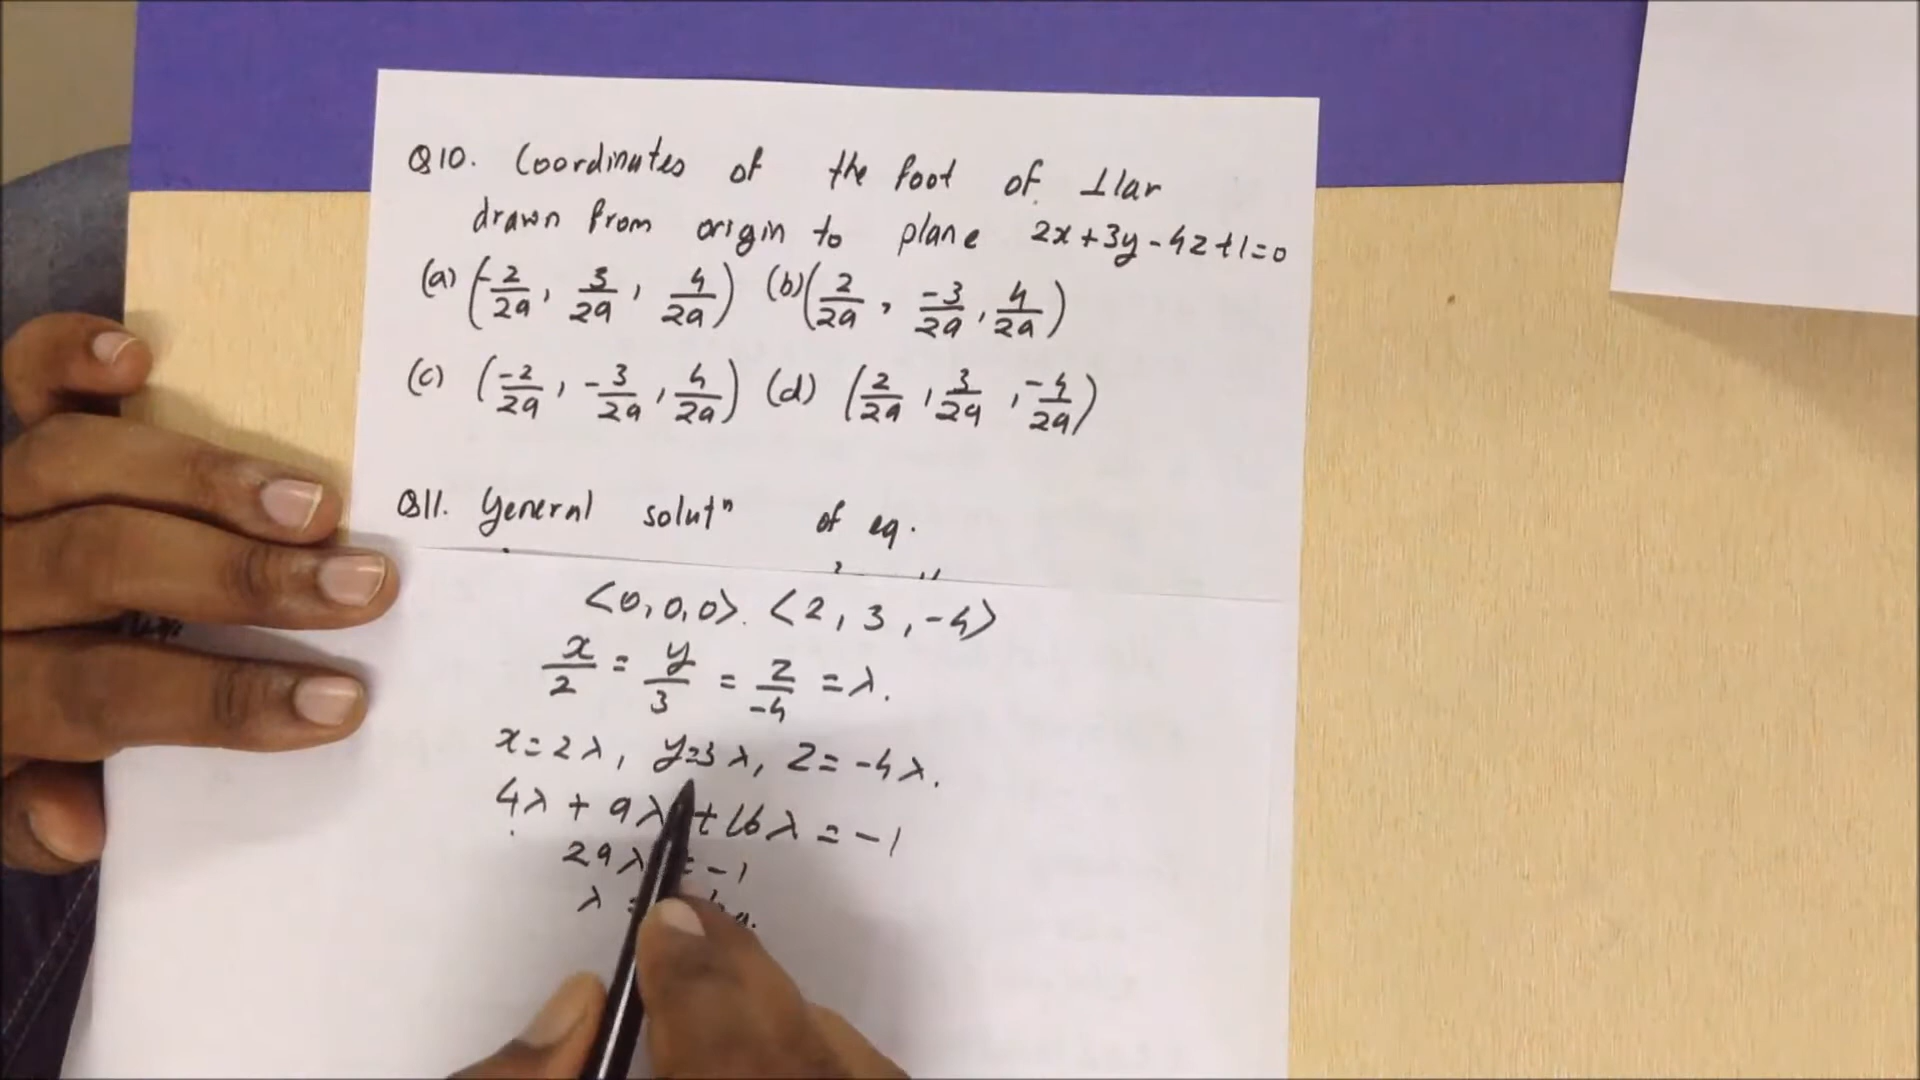 Q10. Coordinates of the foot of ⊥lar
drawn from origin to plane 2x+3y-4z+1=0
(a) (-2/29, 3/29, 4/29) (b) (2/29, -3/29, 4/29)
(c) (-2/29, -3/29, 4/29) (d) (2/29, 3/29, -4/29)
Q11. General solutⁿ of eq.
<0,0,0>. <2, 3, -4>
x/2 = y/3 = z/-4 = λ.
x=2λ, y=3λ, z= -4λ.
4λ + 9λ +16λ = -1
29λ = -1
λ =